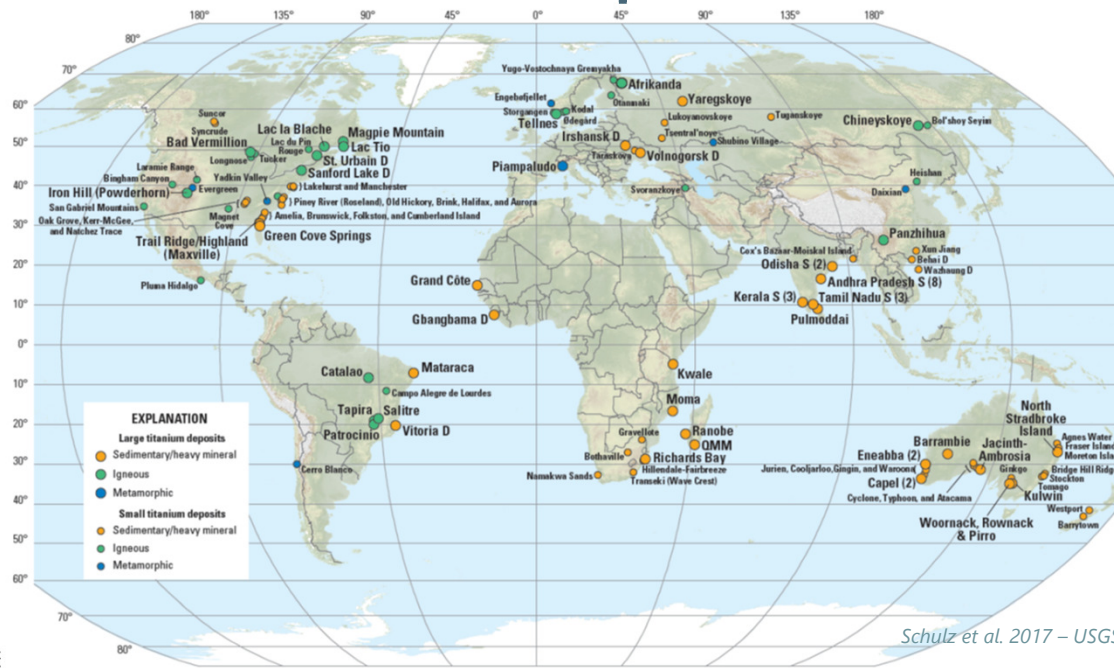 180°
135°
90°
45°
0°
45°
90°
135°
180°
80°
70°
60°
50°
40°
30°
20°
10°
0°
10°
20°
30°
40°
50°
60°
70°
80°
Suncor
Syncrude
Bad Vermillion
Longnose
Tusker
Lac la Blache
Lac du Pin
Rouge
Magpie Mountain
Lac Tio
St. Urbain D
Sanford Lake D
Laramie Range
Bingham Canyon
Iron Hill (Powderhorn)
Evergreen
Yadkin Valley
Lakehurst and Manchester
San Gabriel Mountains
Oak Grove, Kerr-McGee,
and Natchez Trace
Magnet
Cove
Piney River (Roseland), Old Hickory, Brink, Halifax, and Aurora
Amelia, Brunswick, Folkston, and Cumberland Island
Trail Ridge/Highland
(Maxville)
Green Cove Springs
Pluma Hidalgo
Yugo-Vostochnaya Gremyakha
Afrikanda
Otanmaki
Engebøfjellet
Storgangen
Kodal
Ødegård
Tellnes
Yaregskoye
Lukoyanovskoye
Tsentral'noye
Tuganskoye
Irshansk D
Tarasovka
Volnogorsk D
Shubino Village
Piampaludo
Svoranzkoye
Chineyskoye
Bol'shoy Seyim
Heishan
Daixian
Panzhihua
Xun Jiang
Behai D
Wazhaung D
Cox's Bazaar-Moiskal Island
Odisha S (2)
Andhra Pradesh S (8)
Kerala S (3)
Tamil Nadu S (3)
Pulmoddai
Grand Côte
Gbangbama D
Catalao
Mataraca
Campo Alegre de Lourdes
Tapira
Salitre
Patrocinio
Vitoria D
Cerro Blanco
Kwale
Moma
Ranobe
QMM
Gravellote
Bothaville
Richards Bay
Hillendale-Fairbreeze
Transeki (Wave Crest)
Namakwa Sands
Barrambie
Eneabba (2)
Jurien, Cooljarloo, Gingin, and Waroona
Capel (2)
Jacinth-
Ambrosia
Cyclone, Typhoon, and Atacama
North
Stradbroke
Island
Agnes Water
Fraser Island
Moreton Isla
Bridge Hill Ridge
Stockton
Tomago
Ginkgo
Kulwin
Woornack, Rownack
& Pirro
Westport
Barrytown
EXPLANATION
Large titanium deposits
Sedimentary/heavy mineral
Igneous
Metamorphic
Small titanium deposits
Sedimentary/heavy mineral
Igneous
Metamorphic
Schulz et al. 2017 – USGS